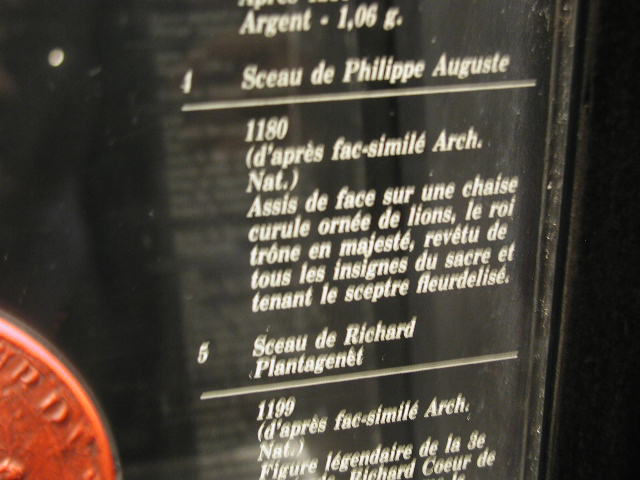 Argent - 1,06 g.
4 Sceau de Philippe Auguste
1180
(d'après fac-similé Arch.
Nat.)
Assis de face sur une chaise
curule ornée de lions, le roi
trône en majesté, revêtu de
tous les insignes du sacre et
tenant le sceptre fleurdelisé.
5 Sceau de Richard
Plantagenêt
1199
(d'après fac-similé Arch.
Nat.)
Figure légendaire de la 3e
Richard Coeur de